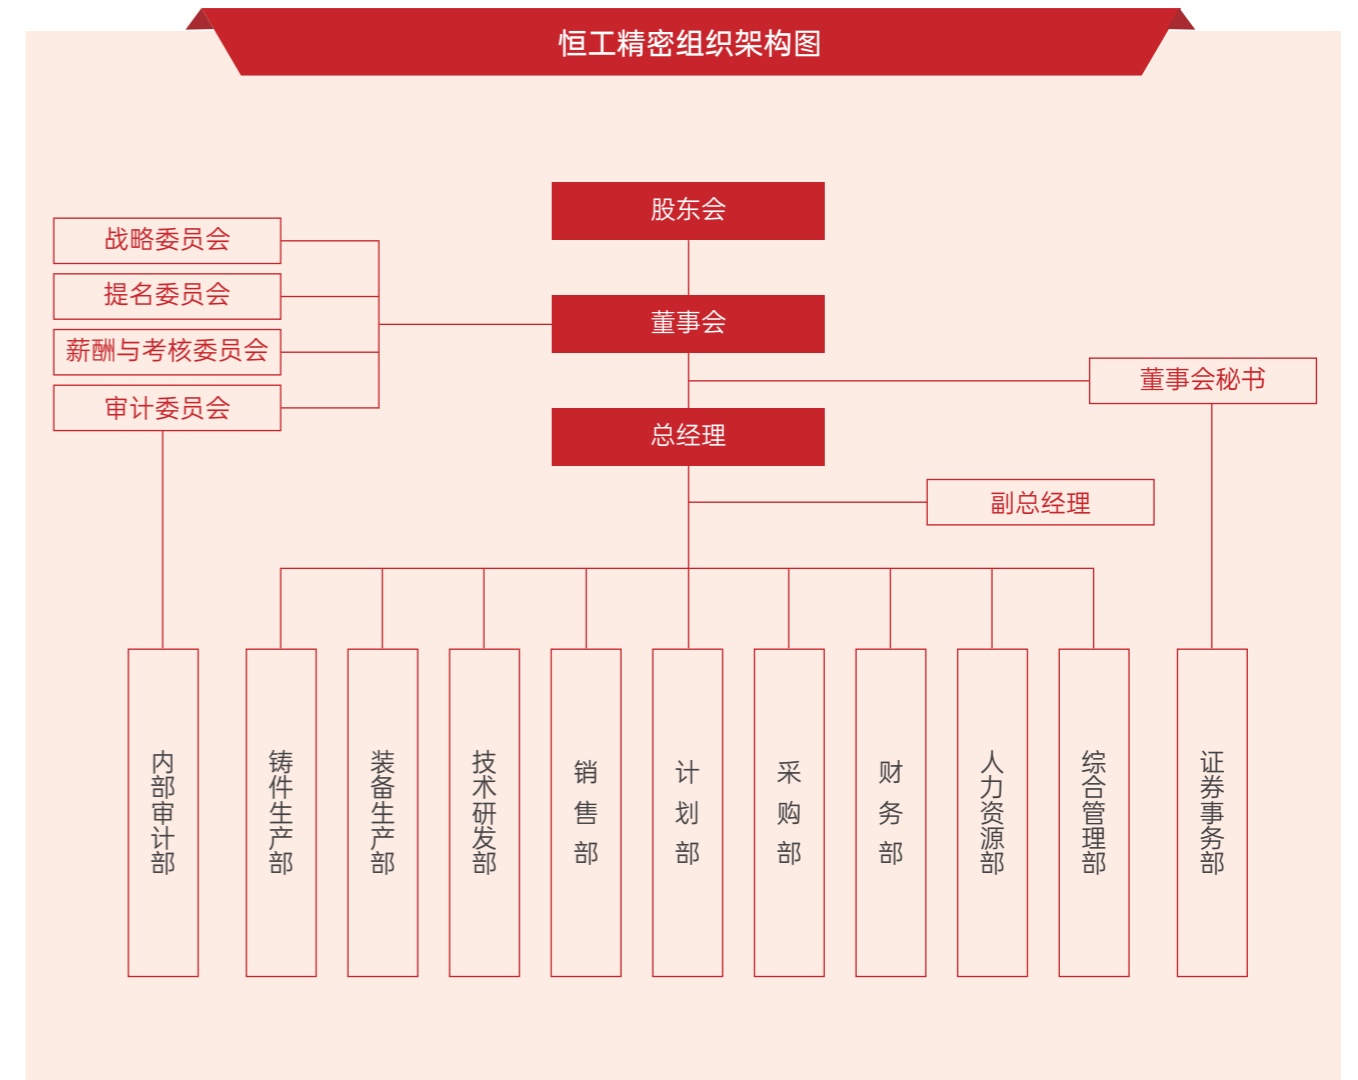 恒工精密组织架构图
股东会
战略委员会
提名委员会
董事会
薪酬与考核委员会
董事会秘书
审计委员会
总经理
副总经理
内部审计部
铸件生产部
装备生产部
技术研发部
销售部
计划部
采购部
财务部
人力资源部
综合管理部
证券事务部